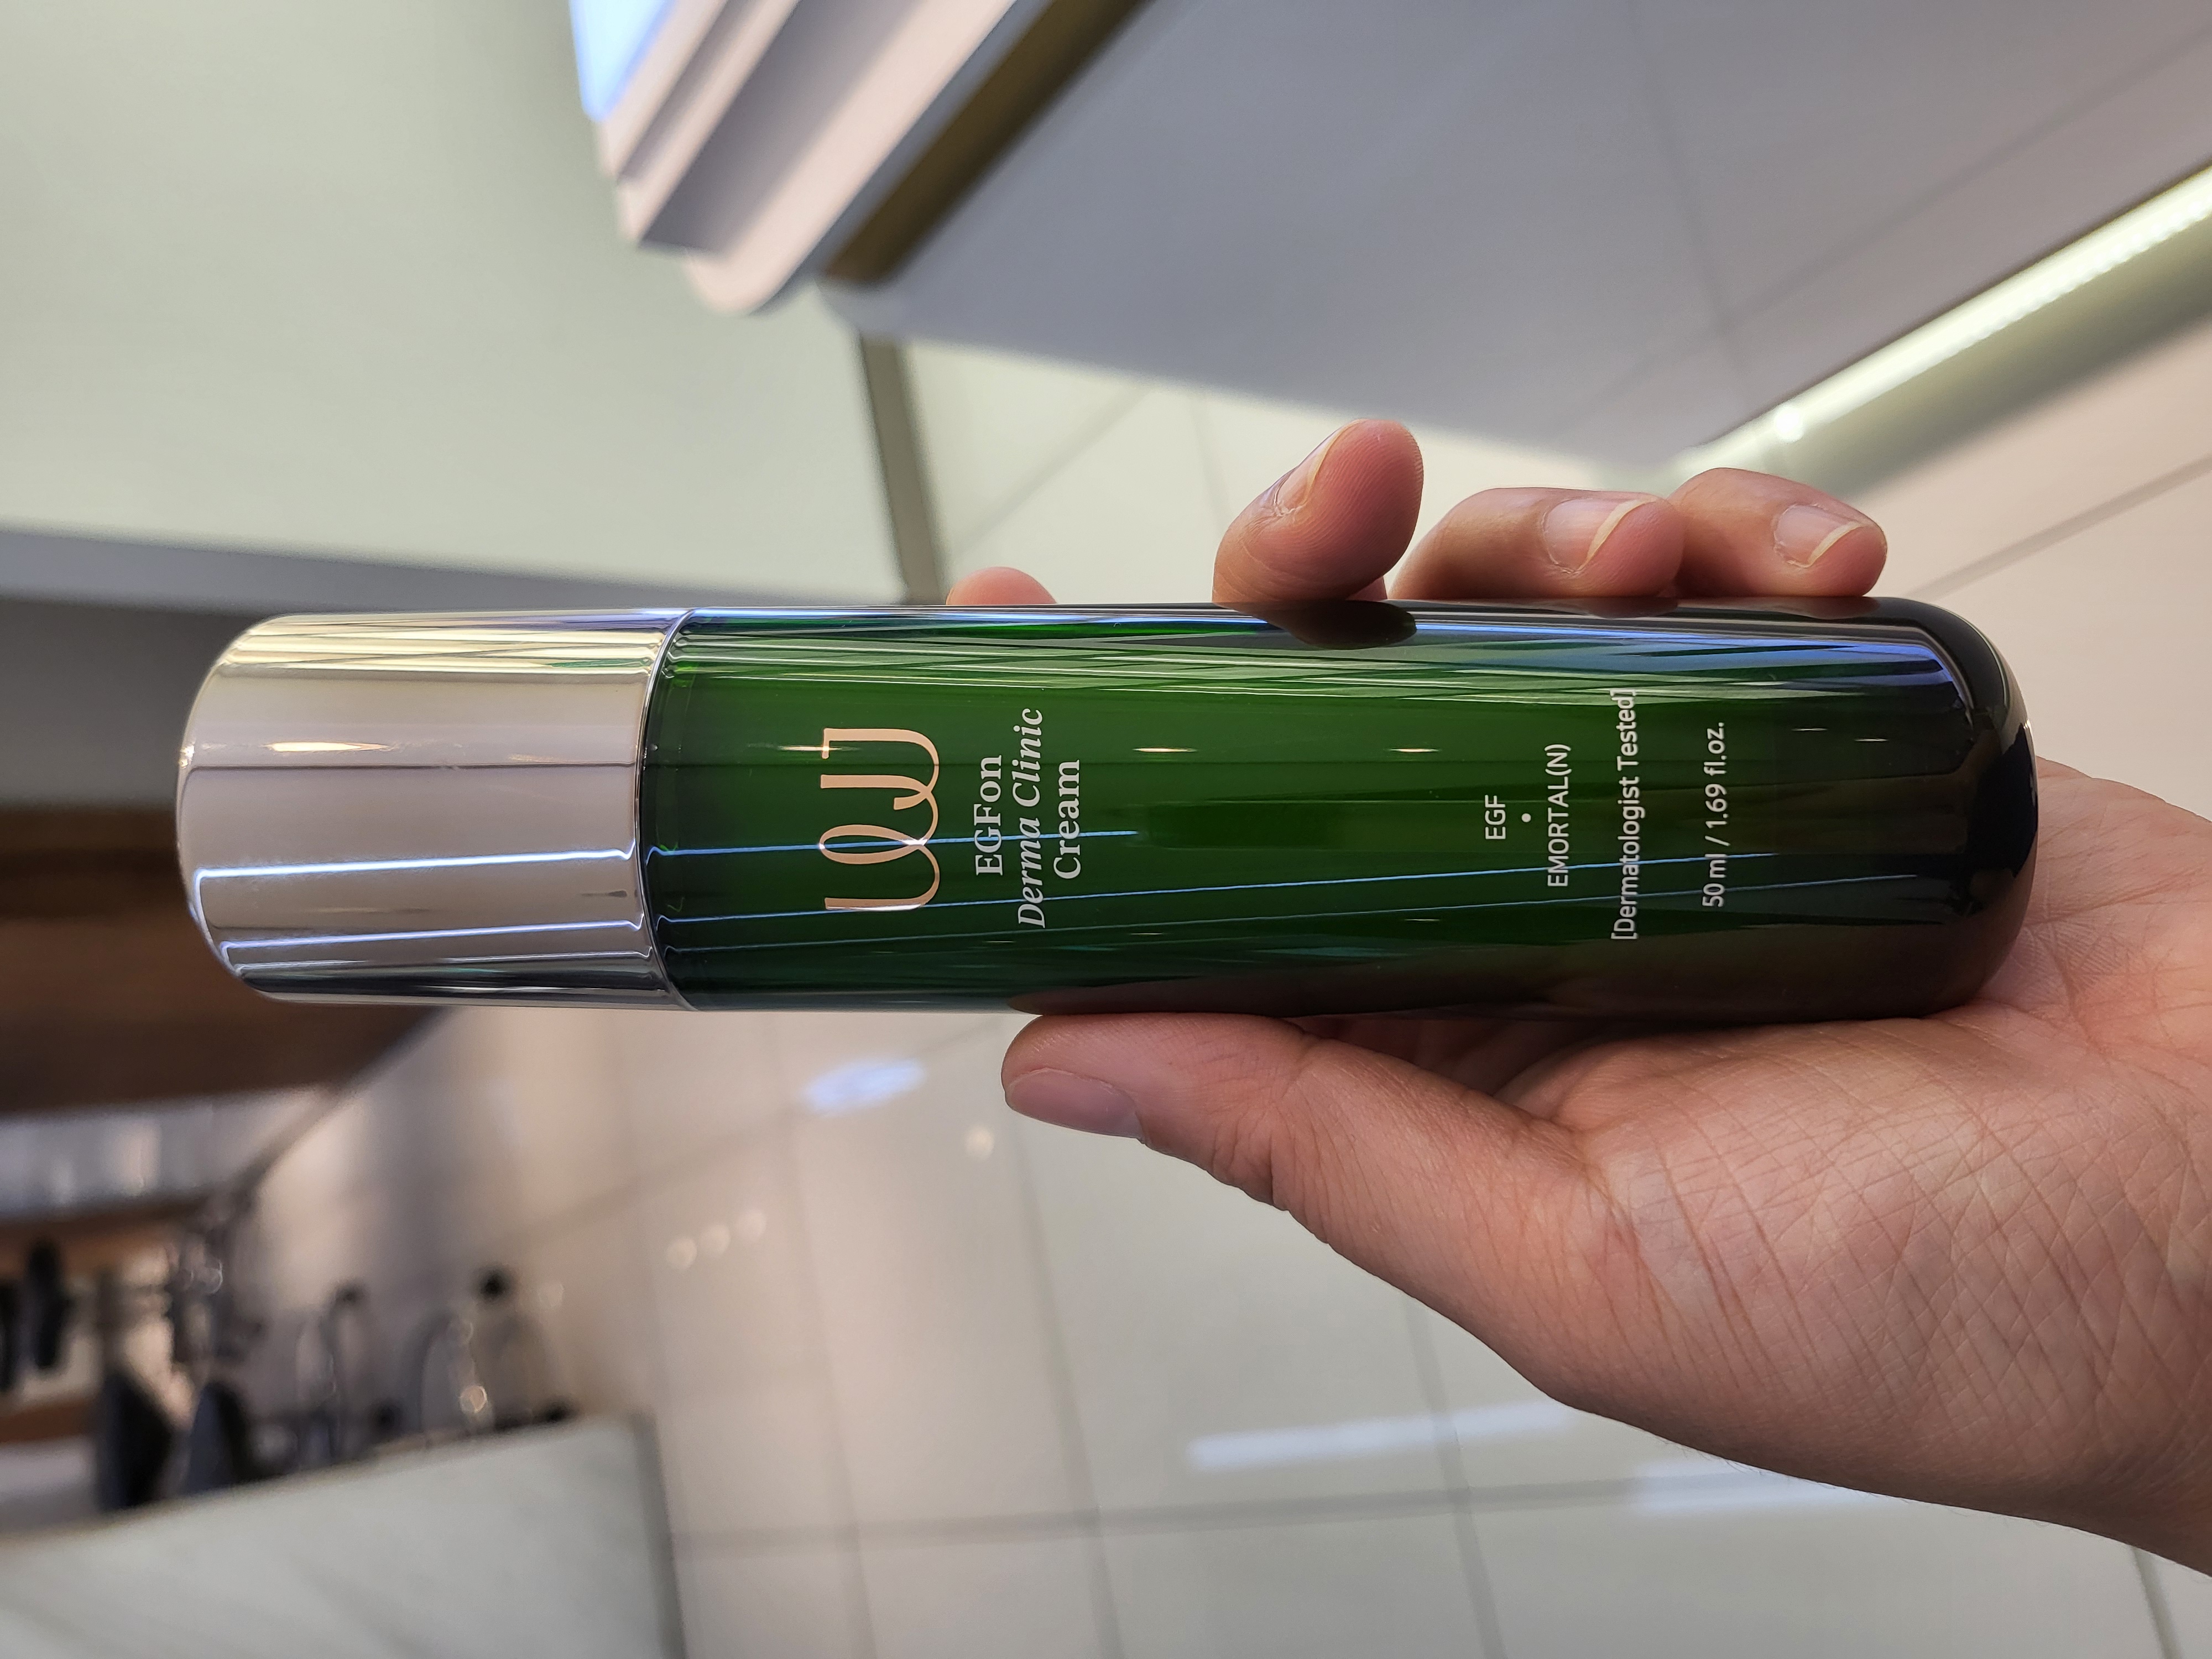 EGFon
Derma Clinic
Cream
EGF
•
EMORTAL(N)
[Dermatologist Tested]
50 ml / 1.69 fl.oz.